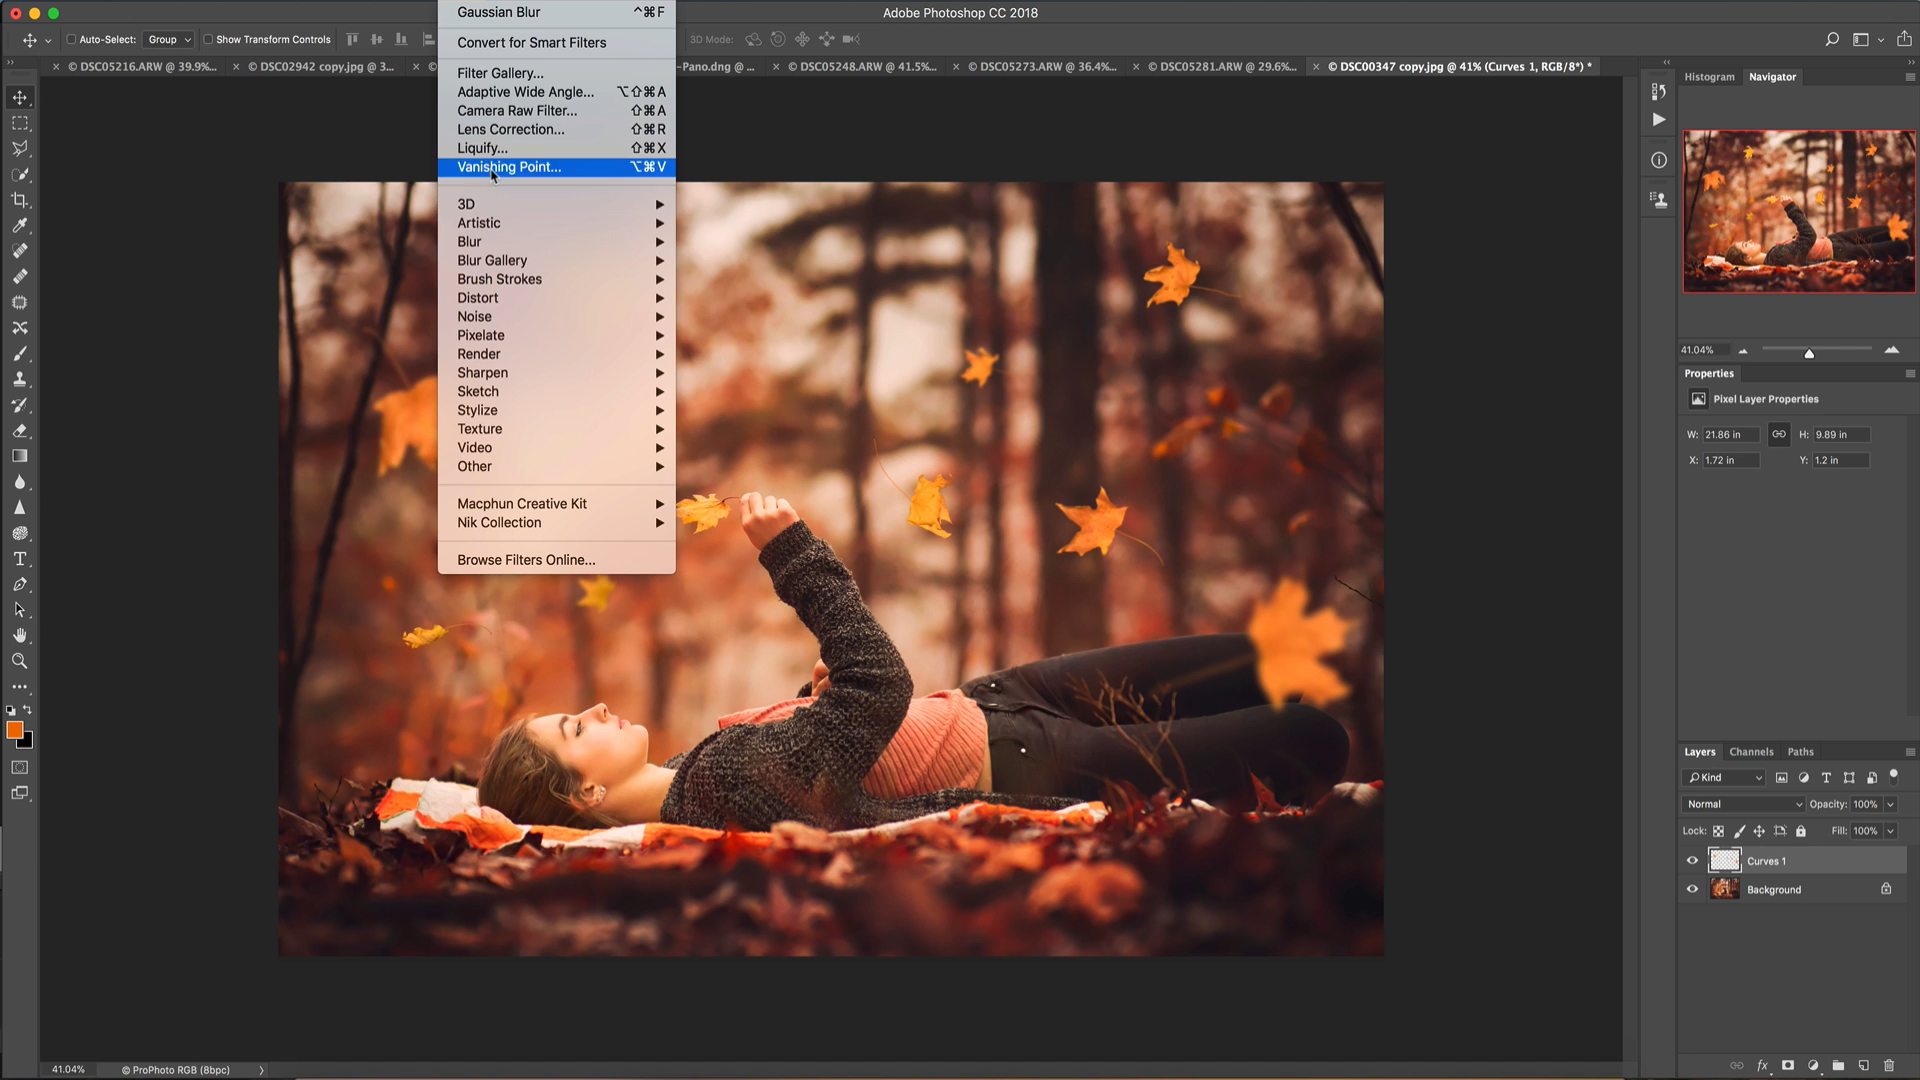 Adobe Photoshop CC 2018
Auto-Select: Group Show Transform Controls 3D Mode:
© DSC05216.ARW @ 39.9%... © DSC02942 copy.jpg @ 3... © -Pano.dng @ ... © DSC05248.ARW @ 41.5%... © DSC05273.ARW @ 36.4%... © DSC05281.ARW @ 29.6%... © DSC00347 copy.jpg @ 41% (Curves 1, RGB/8*) *
Gaussian Blur ^⌘F
Convert for Smart Filters
Filter Gallery...
Adaptive Wide Angle... ⌥⇧⌘A
Camera Raw Filter... ⇧⌘A
Lens Correction... ⇧⌘R
Liquify... ⇧⌘X
Vanishing Point... ⌥⌘V
3D
Artistic
Blur
Blur Gallery
Brush Strokes
Distort
Noise
Pixelate
Render
Sharpen
Sketch
Stylize
Texture
Video
Other
Macphun Creative Kit
Nik Collection
Browse Filters Online...
Histogram Navigator
41.04%
Properties
Pixel Layer Properties
W: 21.86 in H: 9.89 in
X: 1.72 in Y: 1.2 in
Layers Channels Paths
Kind
Normal Opacity: 100%
Lock: Fill: 100%
Curves 1
Background
fx
41.04% © ProPhoto RGB (8bpc)